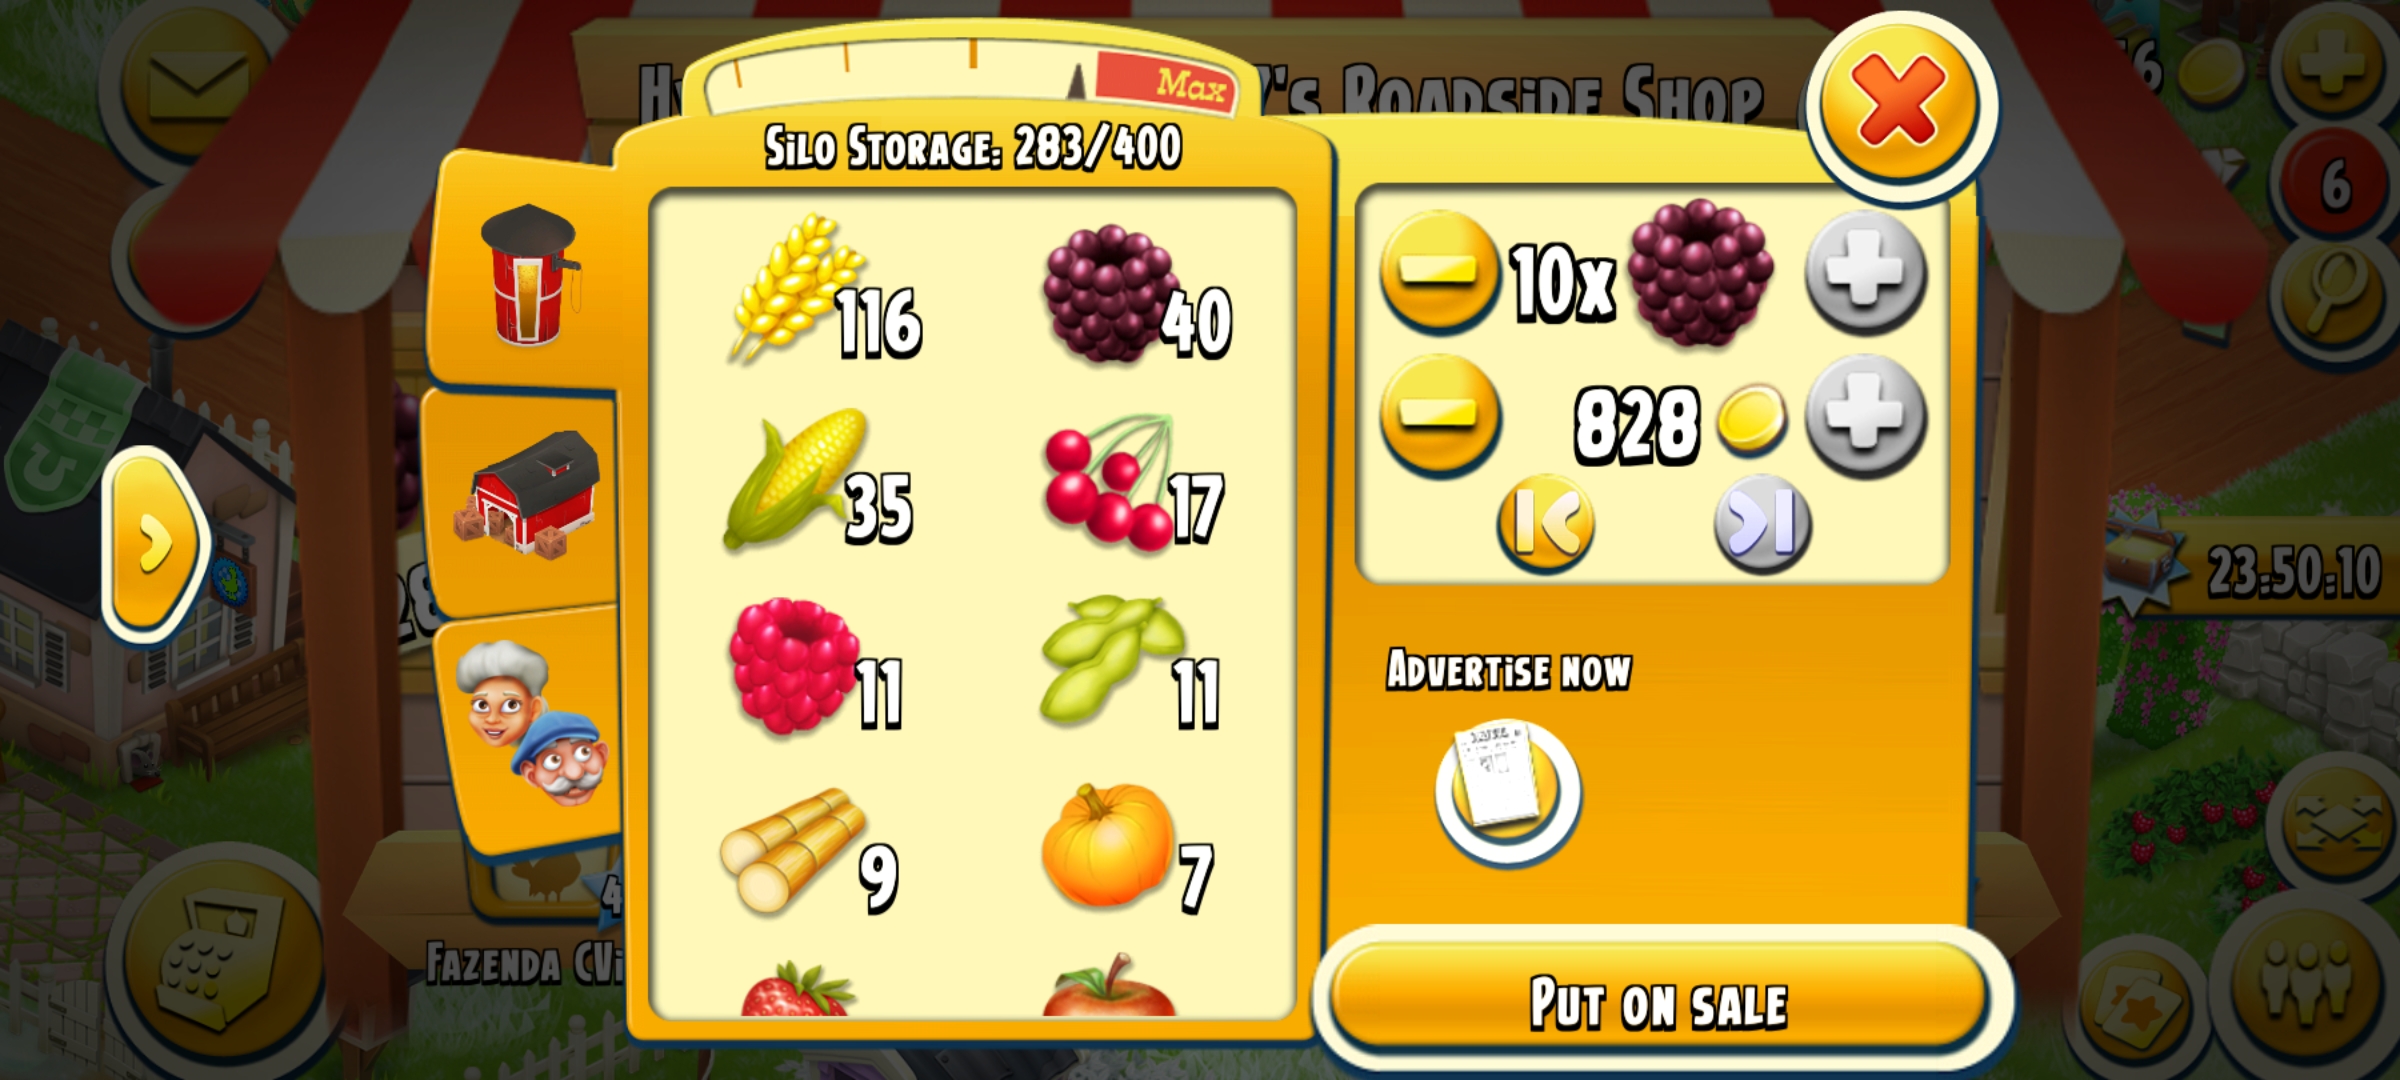 Max
'S ROADSIDE SHOP
SILO STORAGE: 283/400
6
116
40
10x
828
35
17
23:50:10
11
11
ADVERTISE NOW
9
7
FAZENDA
PUT ON SALE